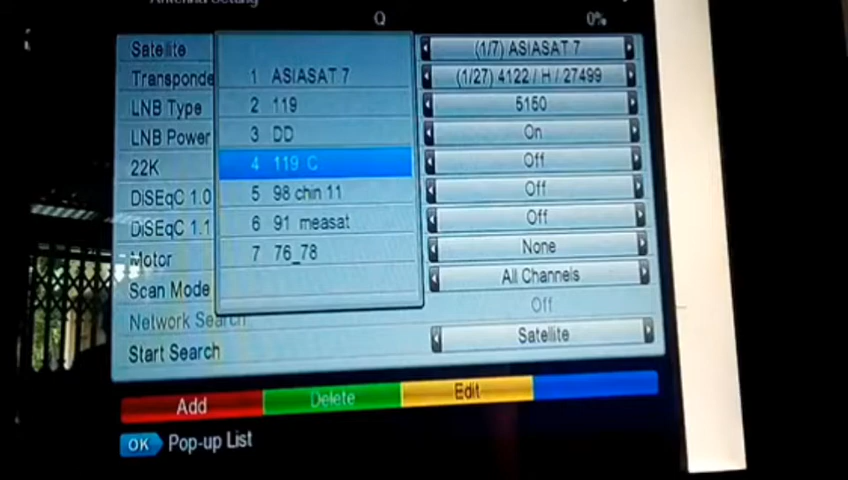 Antenna Setting
Q 0%
Satellite (1/7) ASIASAT 7
Transponde (1/27) 4122 / H / 27499
LNB Type 5150
LNB Power On
22K Off
DiSEqC 1.0 Off
DiSEqC 1.1 Off
Motor None
Scan Mode All Channels
Network Search Off
Start Search Satellite
1 ASIASAT 7
2 119
3 DD
4 119 C
5 98 chin 11
6 91 measat
7 76_78
Add Delete Edit
OK Pop-up List